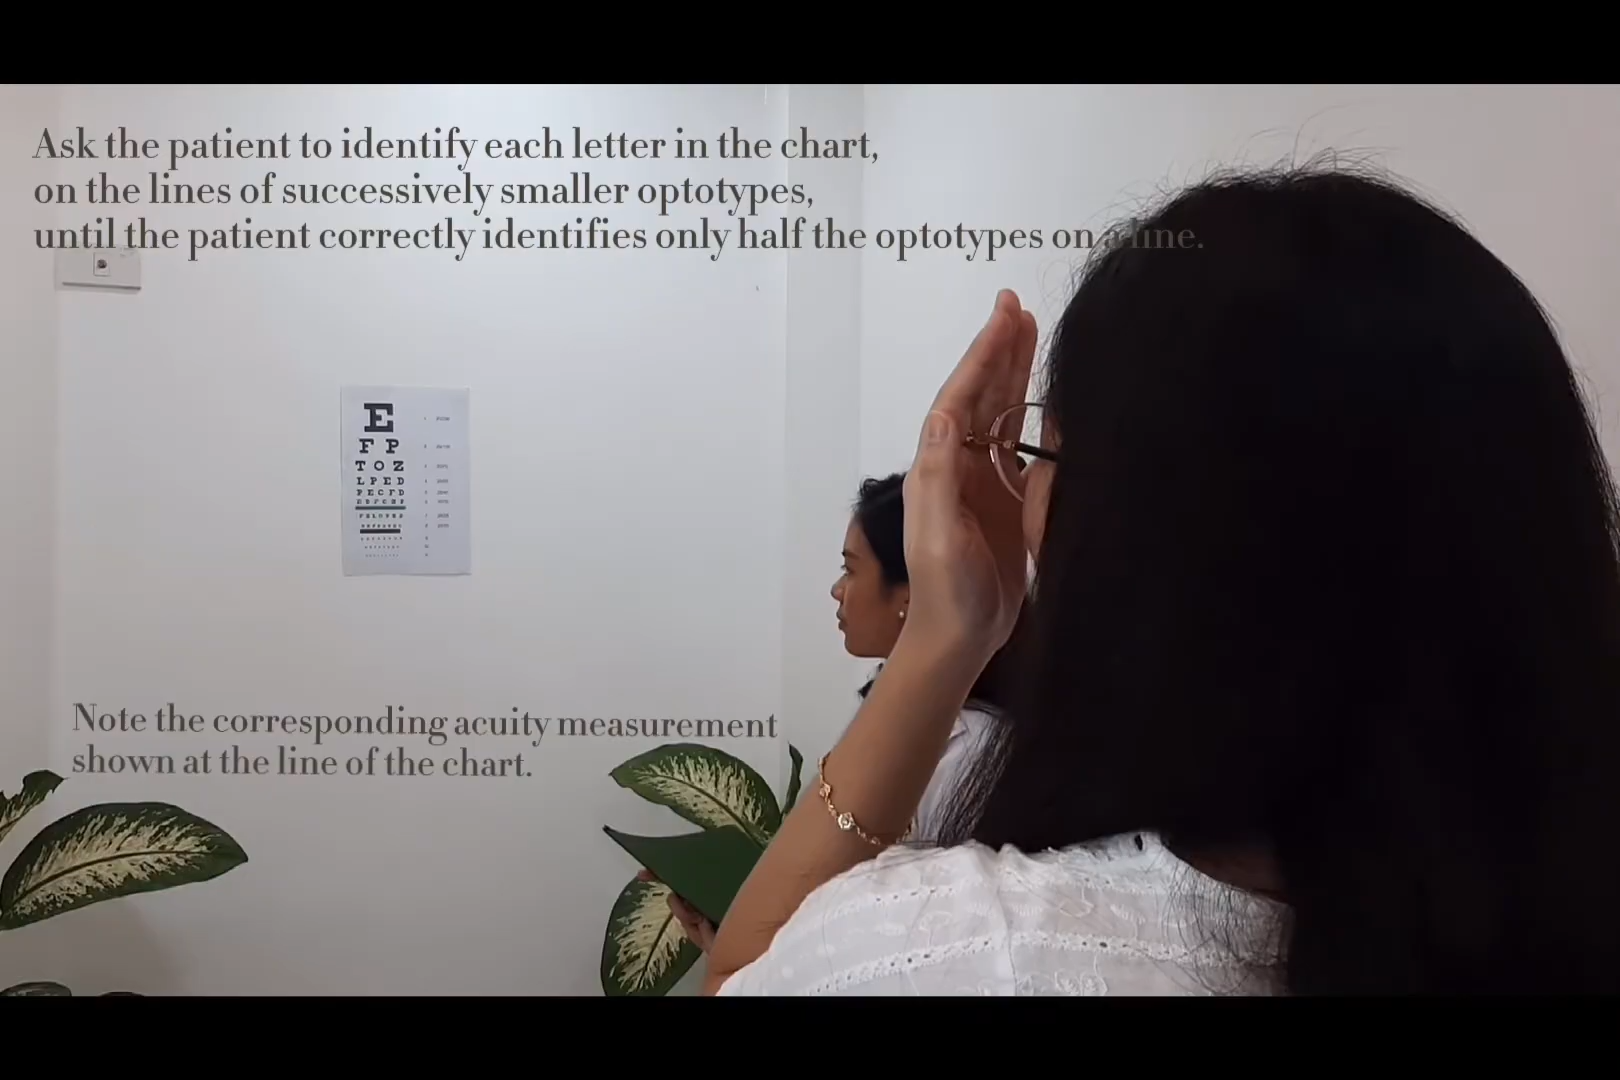 Ask the patient to identify each letter in the chart,
on the lines of successively smaller optotypes,
until the patient correctly identifies only half the optotypes on a line.
E
F P
T O Z
L P E D
P E C F D
Note the corresponding acuity measurement
shown at the line of the chart.